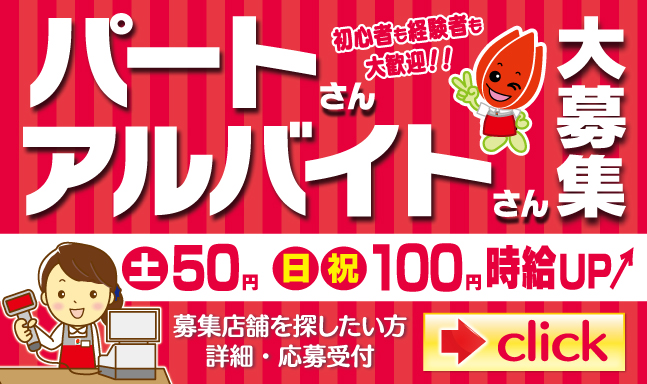 パートさん
アルバイトさん
大募集
初心者も経験者も
大歓迎!!
土50円 日祝100円時給UP
募集店舗を探したい方
詳細・応募受付
click